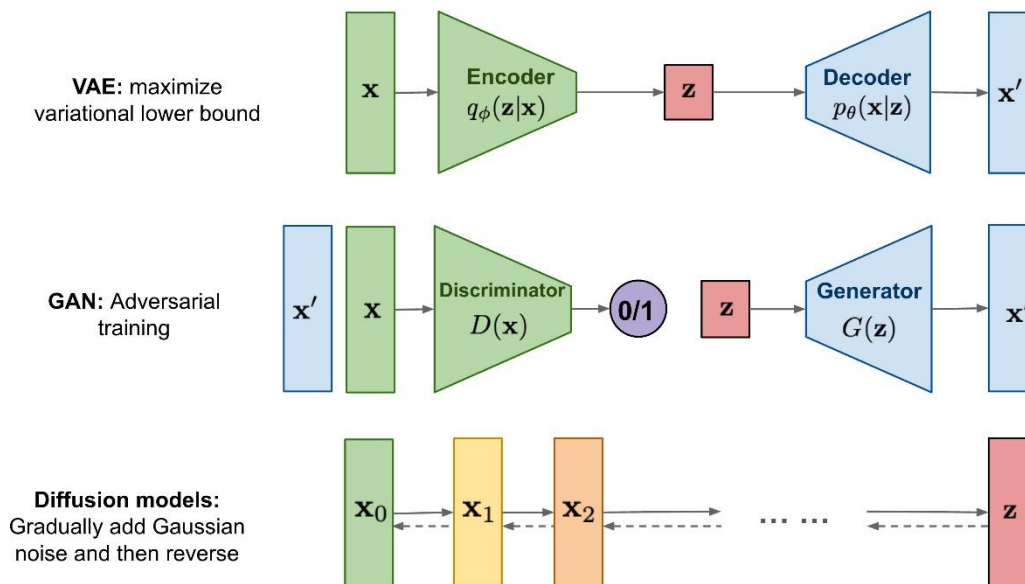 VAE: maximize
variational lower bound
x
Encoder
qϕ(z|x)
z
Decoder
pθ(x|z)
x′
GAN: Adversarial
training
x′
x
Discriminator
D(x)
0/1
z
Generator
G(z)
x′
Diffusion models:
Gradually add Gaussian
noise and then reverse
x0
x1
x2
... ...
z